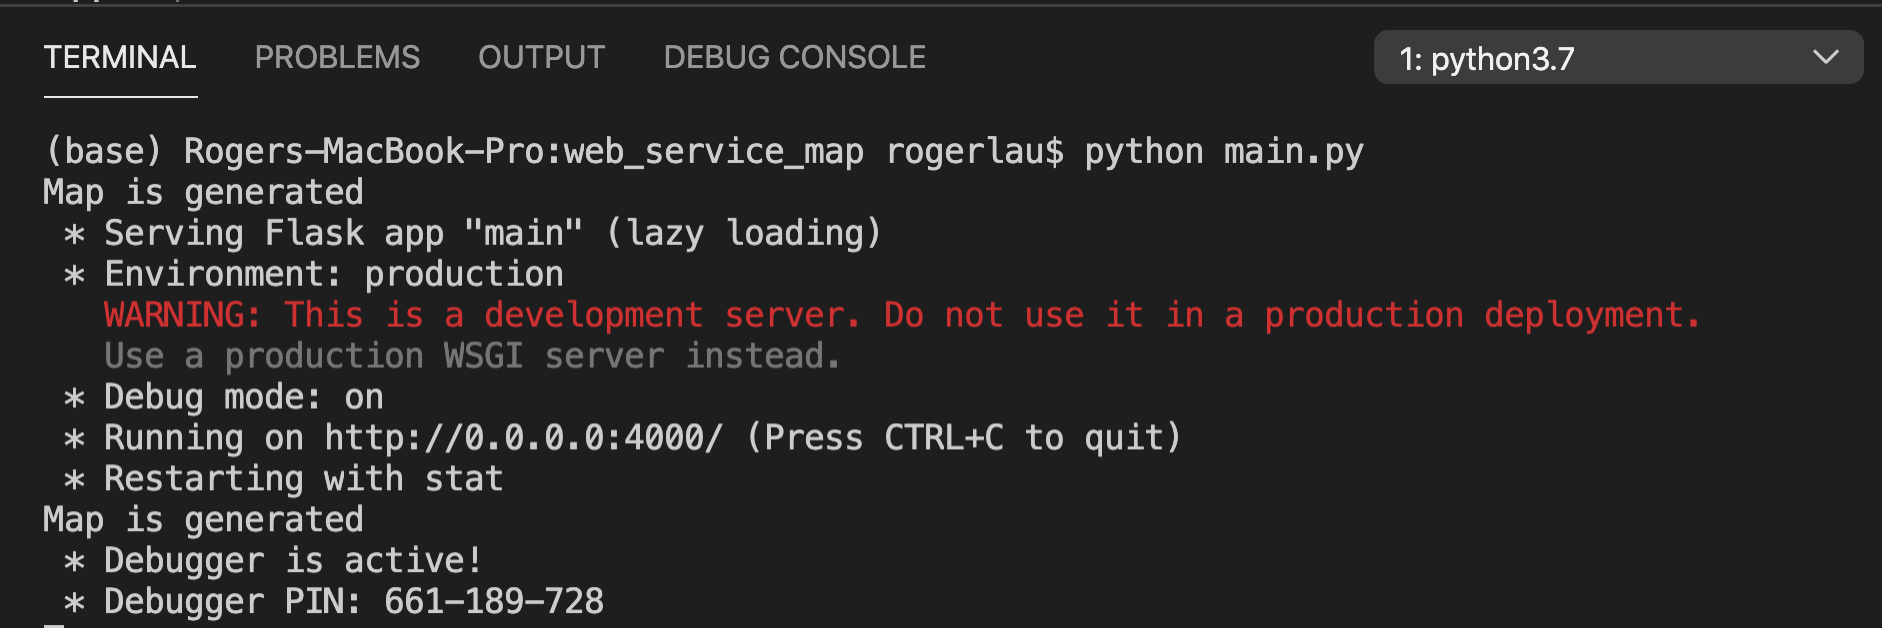 TERMINAL PROBLEMS OUTPUT DEBUG CONSOLE 1: python3.7
(base) Rogers-MacBook-Pro:web_service_map rogerlau$ python main.py
Map is generated
 * Serving Flask app "main" (lazy loading)
 * Environment: production
   WARNING: This is a development server. Do not use it in a production deployment.
   Use a production WSGI server instead.
 * Debug mode: on
 * Running on http://0.0.0.0:4000/ (Press CTRL+C to quit)
 * Restarting with stat
Map is generated
 * Debugger is active!
 * Debugger PIN: 661-189-728